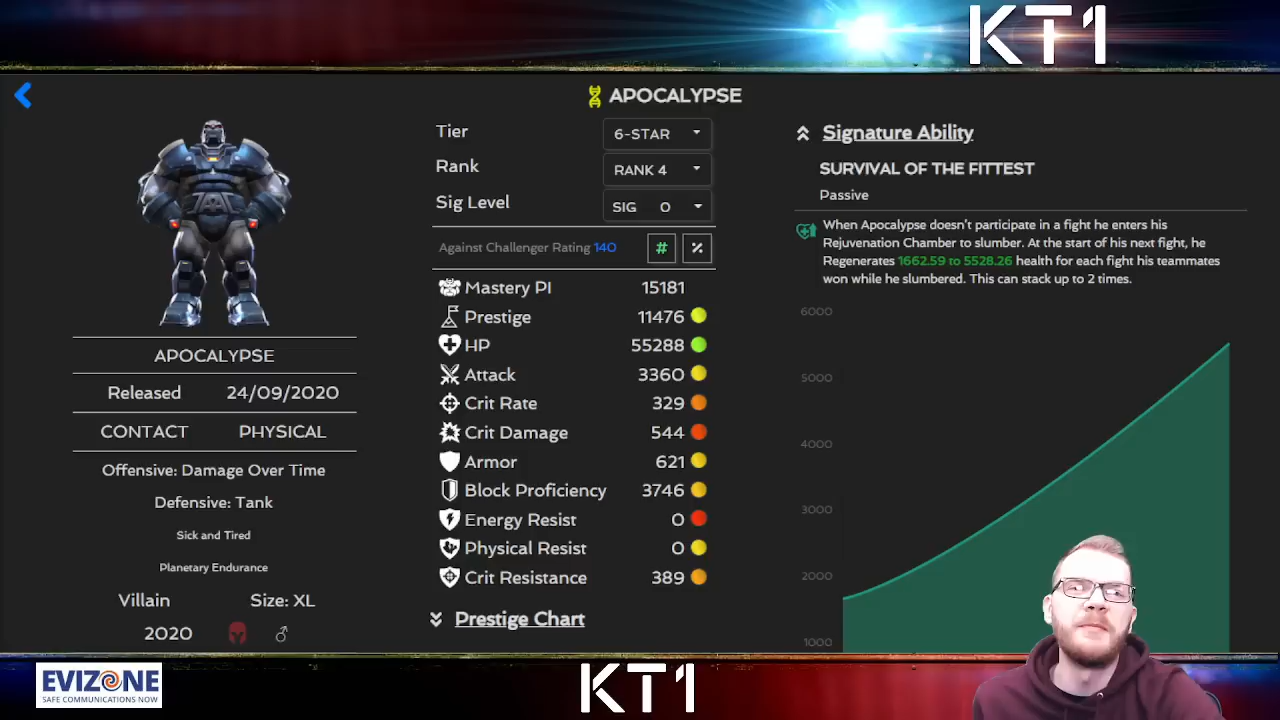 KT1
APOCALYPSE
APOCALYPSE
Released 24/09/2020
CONTACT PHYSICAL
Offensive: Damage Over Time
Defensive: Tank
Sick and Tired
Planetary Endurance
Villain Size: XL
2020 ♂
Tier 6-STAR
Rank RANK 4
Sig Level SIG 0
Against Challenger Rating 140 # %
Mastery PI 15181
Prestige 11476
HP 55288
Attack 3360
Crit Rate 329
Crit Damage 544
Armor 621
Block Proficiency 3746
Energy Resist 0
Physical Resist 0
Crit Resistance 389
Prestige Chart
Signature Ability
SURVIVAL OF THE FITTEST
Passive
When Apocalypse doesn't participate in a fight he enters his
Rejuvenation Chamber to slumber. At the start of his next fight, he
Regenerates 1662.59 to 5528.26 health for each fight his teammates
won while he slumbered. This can stack up to 2 times.
6000
5000
4000
3000
2000
1000
EVIZONE
SAFE COMMUNICATIONS NOW
KT1